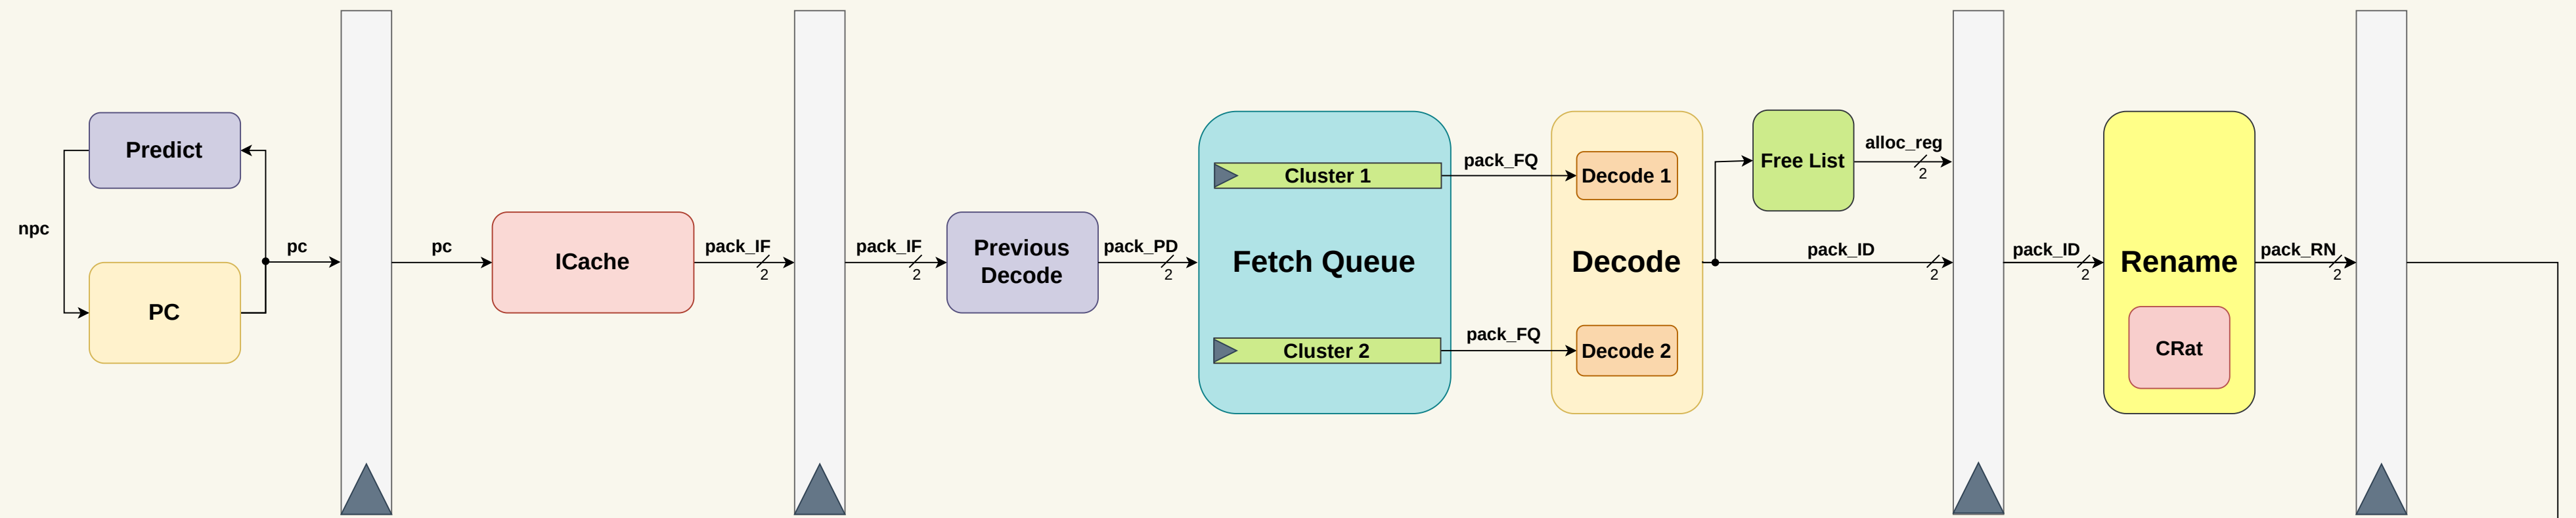 Predict
npc
PC
pc
pc
ICache
pack_IF
2
pack_IF
2
Previous
Decode
pack_PD
2
Fetch Queue
Cluster 1
Cluster 2
pack_FQ
pack_FQ
Decode
Decode 1
Decode 2
Free List
alloc_reg
2
pack_ID
2
pack_ID
2
Rename
CRat
pack_RN
2